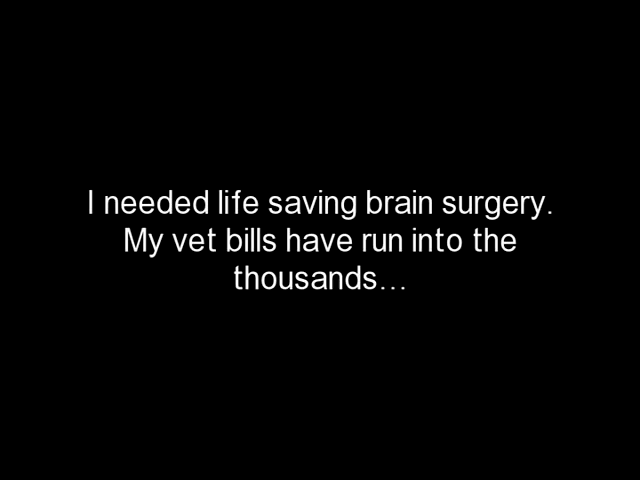 I needed life saving brain surgery.
My vet bills have run into the
thousands…